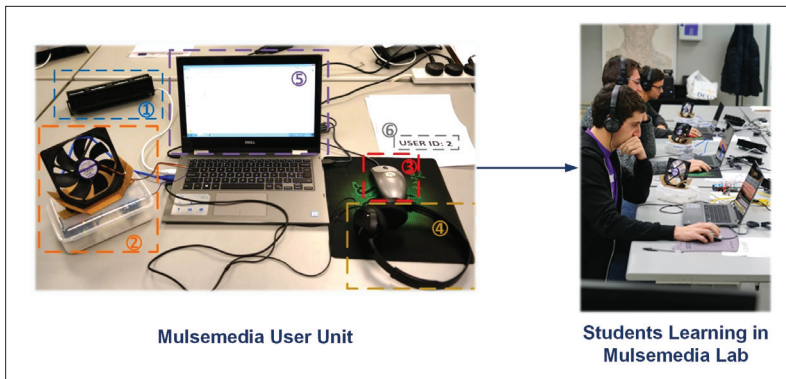 ①
⑤
⑥
USER ID: 2
③
②
④
DELL
Mulsemedia User Unit
Students Learning in
Mulsemedia Lab